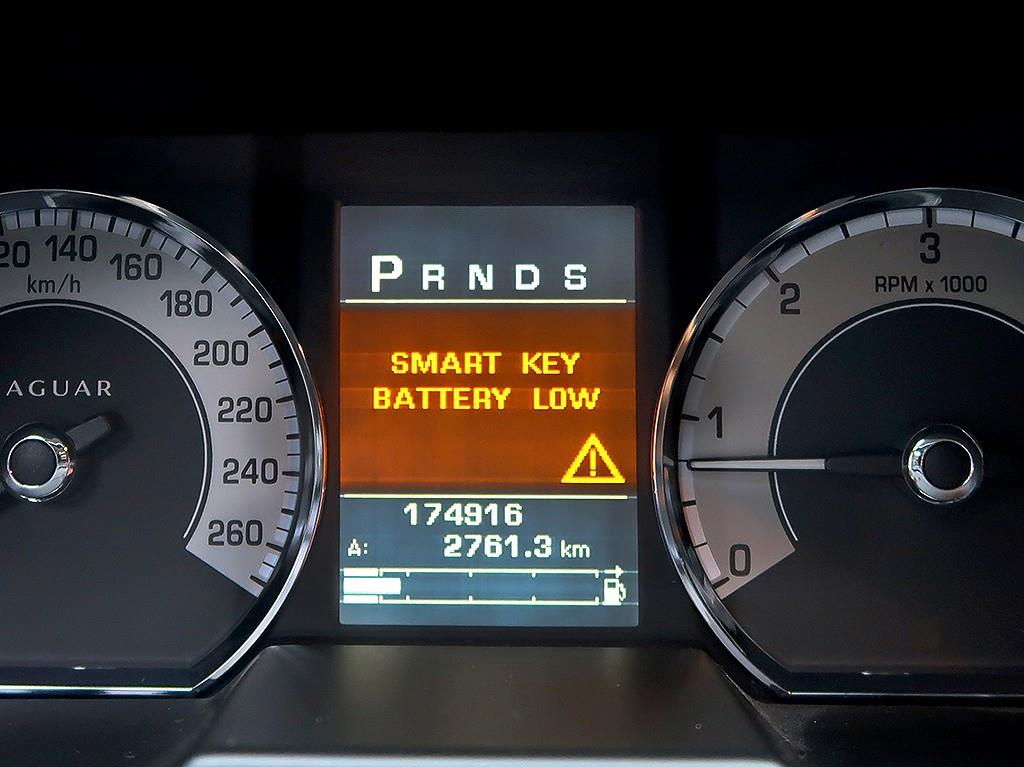 20 140 160 180 200 220 240 260
km/h
AGUAR
P R N D S
SMART KEY
BATTERY LOW
174916
A: 2761.3 km
0 1 2 3
RPM x 1000